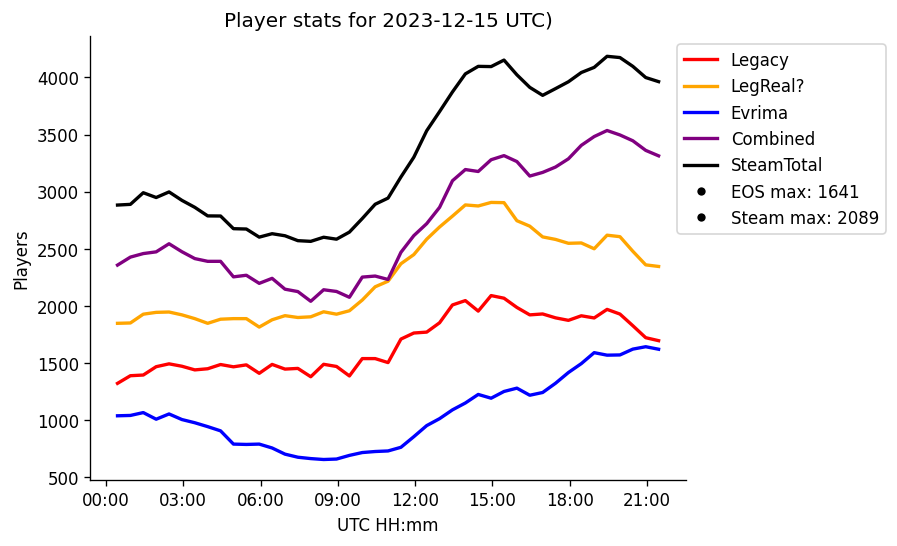 Player stats for 2023-12-15 UTC)
Players
4000
3500
3000
2500
2000
1500
1000
500
00:00 03:00 06:00 09:00 12:00 15:00 18:00 21:00
UTC HH:mm
Legacy
LegReal?
Evrima
Combined
SteamTotal
EOS max: 1641
Steam max: 2089